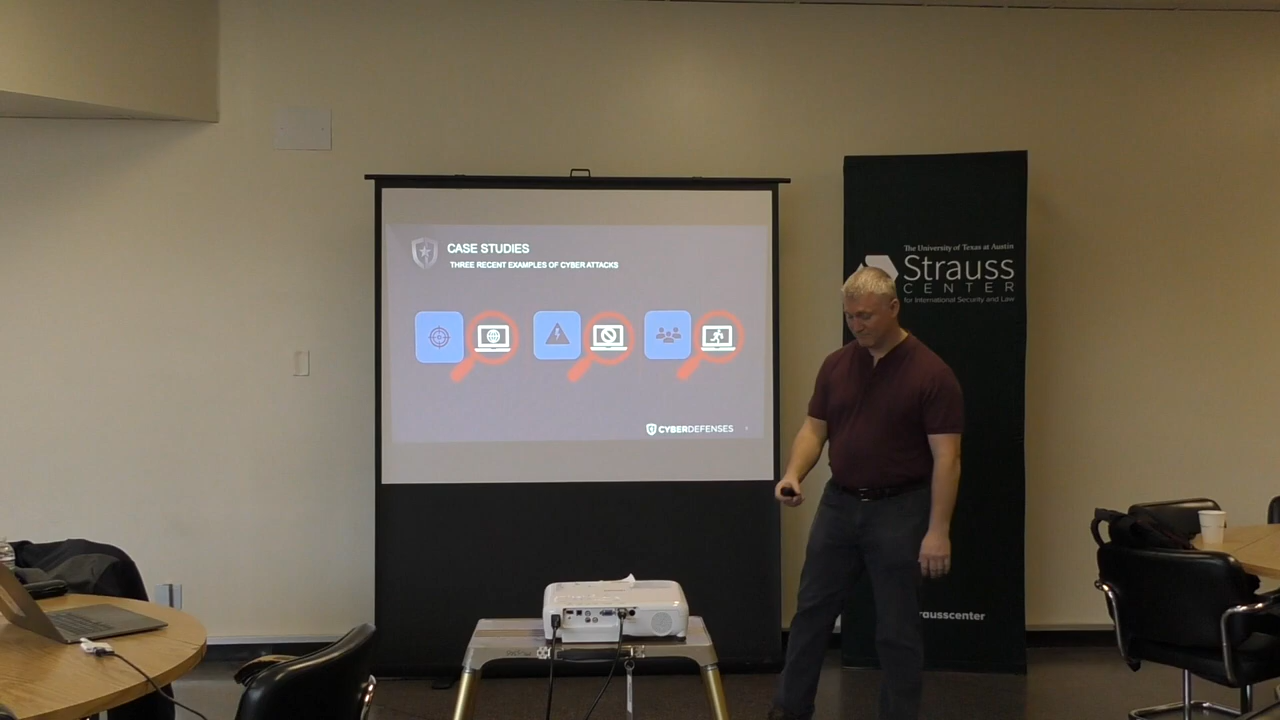 CASE STUDIES
THREE RECENT EXAMPLES OF CYBER ATTACKS
CYBERDEFENSES
The University of Texas at Austin
Strauss
CENTER
for International Security and Law
rausscenter